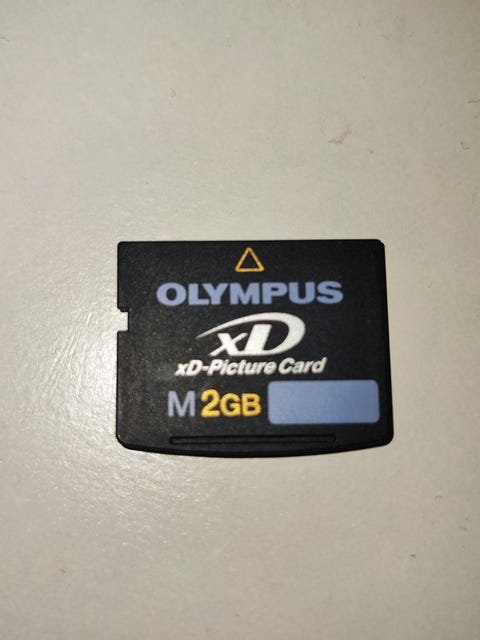 OLYMPUS
xD
xD-Picture Card
M 2GB